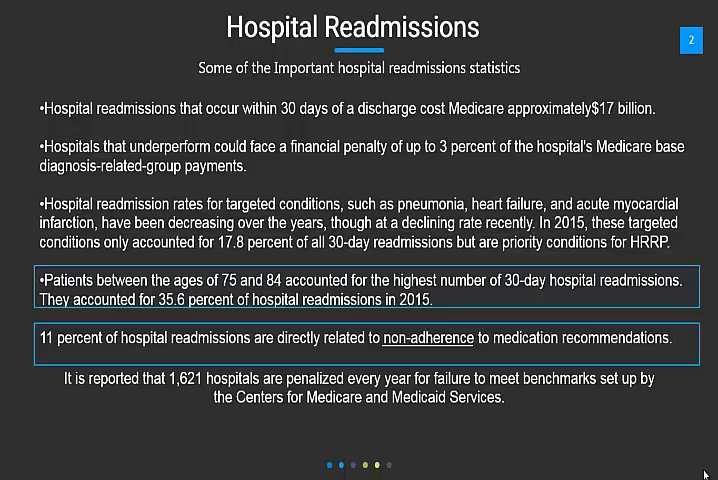 Hospital Readmissions
2
Some of the Important hospital readmissions statistics
•Hospital readmissions that occur within 30 days of a discharge cost Medicare approximately$17 billion.
•Hospitals that underperform could face a financial penalty of up to 3 percent of the hospital's Medicare base
diagnosis-related-group payments.
•Hospital readmission rates for targeted conditions, such as pneumonia, heart failure, and acute myocardial
infarction, have been decreasing over the years, though at a declining rate recently. In 2015, these targeted
conditions only accounted for 17.8 percent of all 30-day readmissions but are priority conditions for HRRP.
•Patients between the ages of 75 and 84 accounted for the highest number of 30-day hospital readmissions.
They accounted for 35.6 percent of hospital readmissions in 2015.
11 percent of hospital readmissions are directly related to non-adherence to medication recommendations.
It is reported that 1,621 hospitals are penalized every year for failure to meet benchmarks set up by
the Centers for Medicare and Medicaid Services.